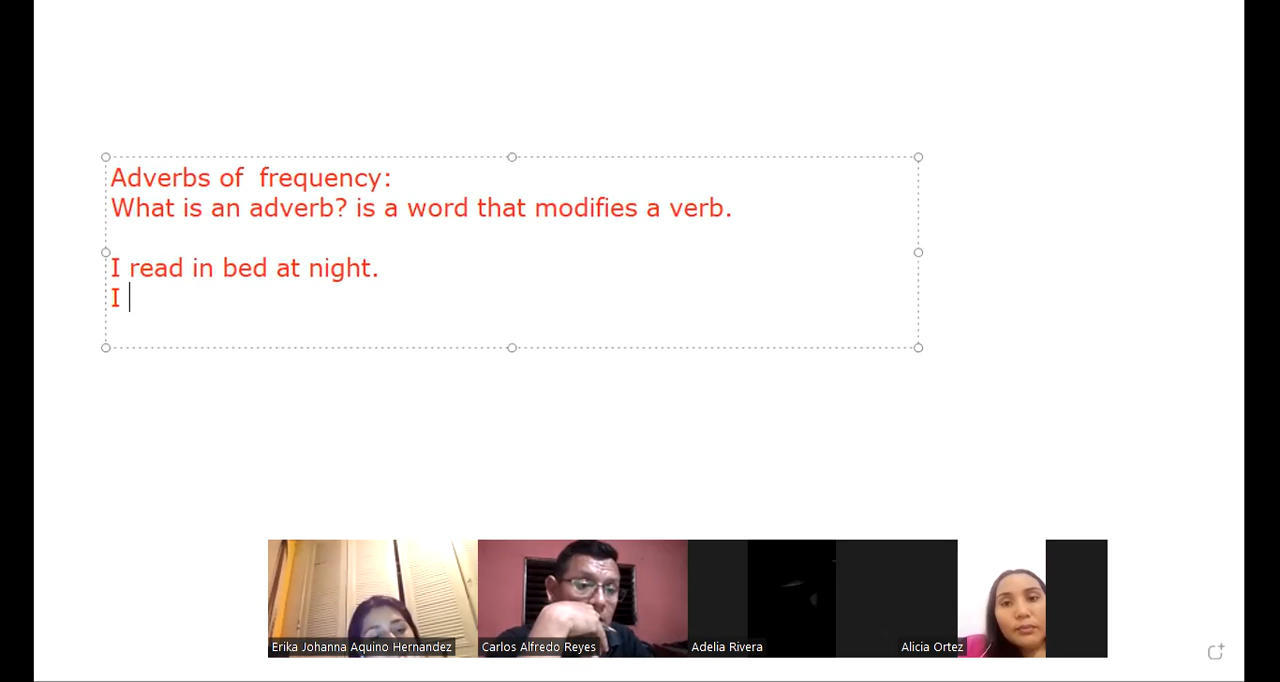 Adverbs of  frequency:
What is an adverb? is a word that modifies a verb.
I read in bed at night.
I
Erika Johanna Aquino Hernandez
Carlos Alfredo Reyes
Adelia Rivera
Alicia Ortez